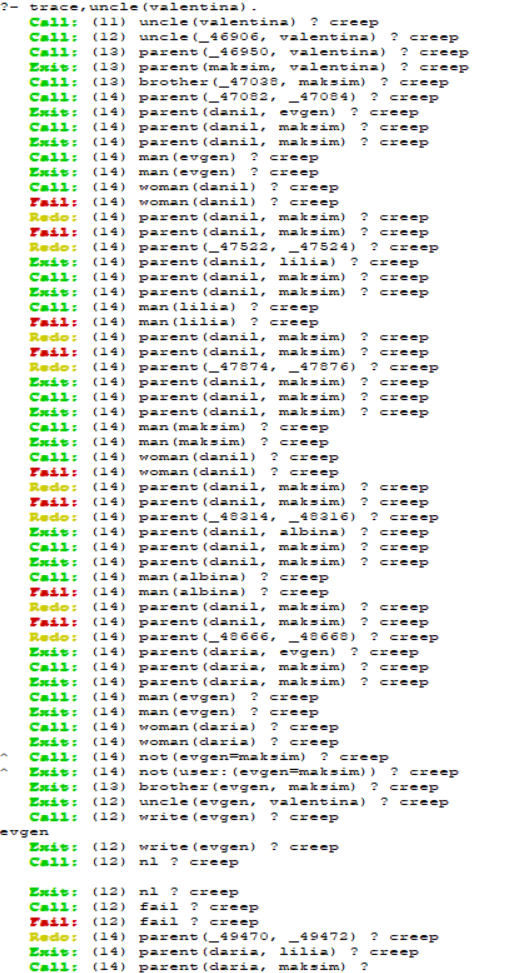 ?- trace,uncle(valentina).
Call: (11) uncle(valentina) ? creep
Call: (12) uncle(_46906, valentina) ? creep
Call: (13) parent(_46950, valentina) ? creep
Exit: (13) parent(maksim, valentina) ? creep
Call: (13) brother(_47038, maksim) ? creep
Call: (14) parent(_47082, _47084) ? creep
Exit: (14) parent(danil, evgen) ? creep
Call: (14) parent(danil, maksim) ? creep
Exit: (14) parent(danil, maksim) ? creep
Call: (14) man(evgen) ? creep
Exit: (14) man(evgen) ? creep
Call: (14) woman(danil) ? creep
Fail: (14) woman(danil) ? creep
Redo: (14) parent(danil, maksim) ? creep
Fail: (14) parent(danil, maksim) ? creep
Redo: (14) parent(_47522, _47524) ? creep
Exit: (14) parent(danil, lilia) ? creep
Call: (14) parent(danil, maksim) ? creep
Exit: (14) parent(danil, maksim) ? creep
Call: (14) man(lilia) ? creep
Fail: (14) man(lilia) ? creep
Redo: (14) parent(danil, maksim) ? creep
Fail: (14) parent(danil, maksim) ? creep
Redo: (14) parent(_47874, _47876) ? creep
Exit: (14) parent(danil, maksim) ? creep
Call: (14) parent(danil, maksim) ? creep
Exit: (14) parent(danil, maksim) ? creep
Call: (14) man(maksim) ? creep
Exit: (14) man(maksim) ? creep
Call: (14) woman(danil) ? creep
Fail: (14) woman(danil) ? creep
Redo: (14) parent(danil, maksim) ? creep
Fail: (14) parent(danil, maksim) ? creep
Redo: (14) parent(_48314, _48316) ? creep
Exit: (14) parent(danil, albina) ? creep
Call: (14) parent(danil, maksim) ? creep
Exit: (14) parent(danil, maksim) ? creep
Call: (14) man(albina) ? creep
Fail: (14) man(albina) ? creep
Redo: (14) parent(danil, maksim) ? creep
Fail: (14) parent(danil, maksim) ? creep
Redo: (14) parent(_48666, _48668) ? creep
Exit: (14) parent(daria, evgen) ? creep
Call: (14) parent(daria, maksim) ? creep
Exit: (14) parent(daria, maksim) ? creep
Call: (14) man(evgen) ? creep
Exit: (14) man(evgen) ? creep
Call: (14) woman(daria) ? creep
Exit: (14) woman(daria) ? creep
^ Call: (14) not(evgen=maksim) ? creep
^ Exit: (14) not(user:(evgen=maksim)) ? creep
Exit: (13) brother(evgen, maksim) ? creep
Exit: (12) uncle(evgen, valentina) ? creep
Call: (12) write(evgen) ? creep
evgen
Exit: (12) write(evgen) ? creep
Call: (12) nl ? creep
Exit: (12) nl ? creep
Call: (12) fail ? creep
Fail: (12) fail ? creep
Redo: (14) parent(_49470, _49472) ? creep
Exit: (14) parent(daria, lilia) ? creep
Call: (14) parent(daria, maksim) ?